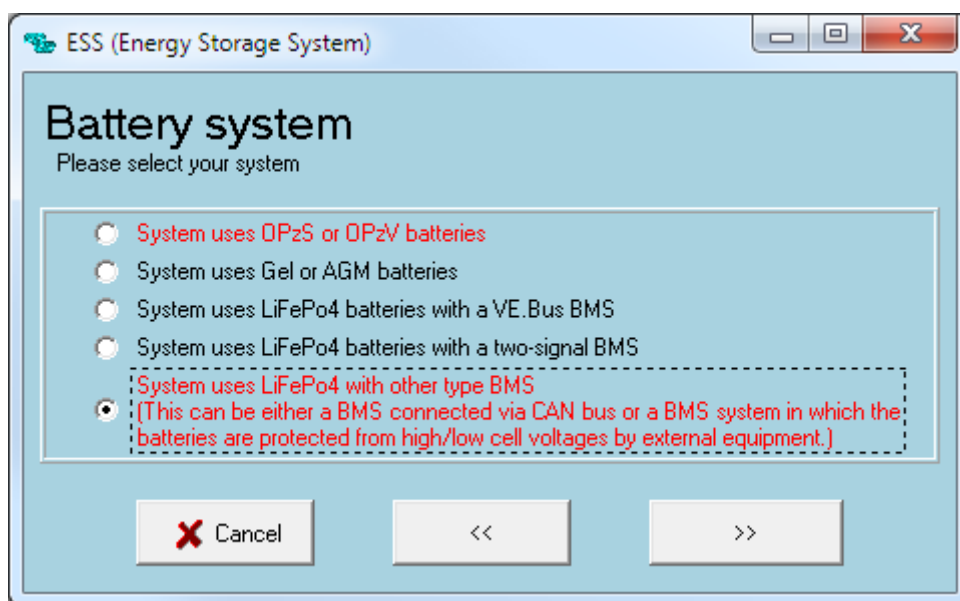 ESS (Energy Storage System)
Battery system
Please select your system
System uses OPzS or OPzV batteries
System uses Gel or AGM batteries
System uses LiFePo4 batteries with a VE.Bus BMS
System uses LiFePo4 batteries with a two-signal BMS
System uses LiFePo4 with other type BMS
(This can be either a BMS connected via CAN bus or a BMS system in which the
batteries are protected from high/low cell voltages by external equipment.)
Cancel
<<
>>